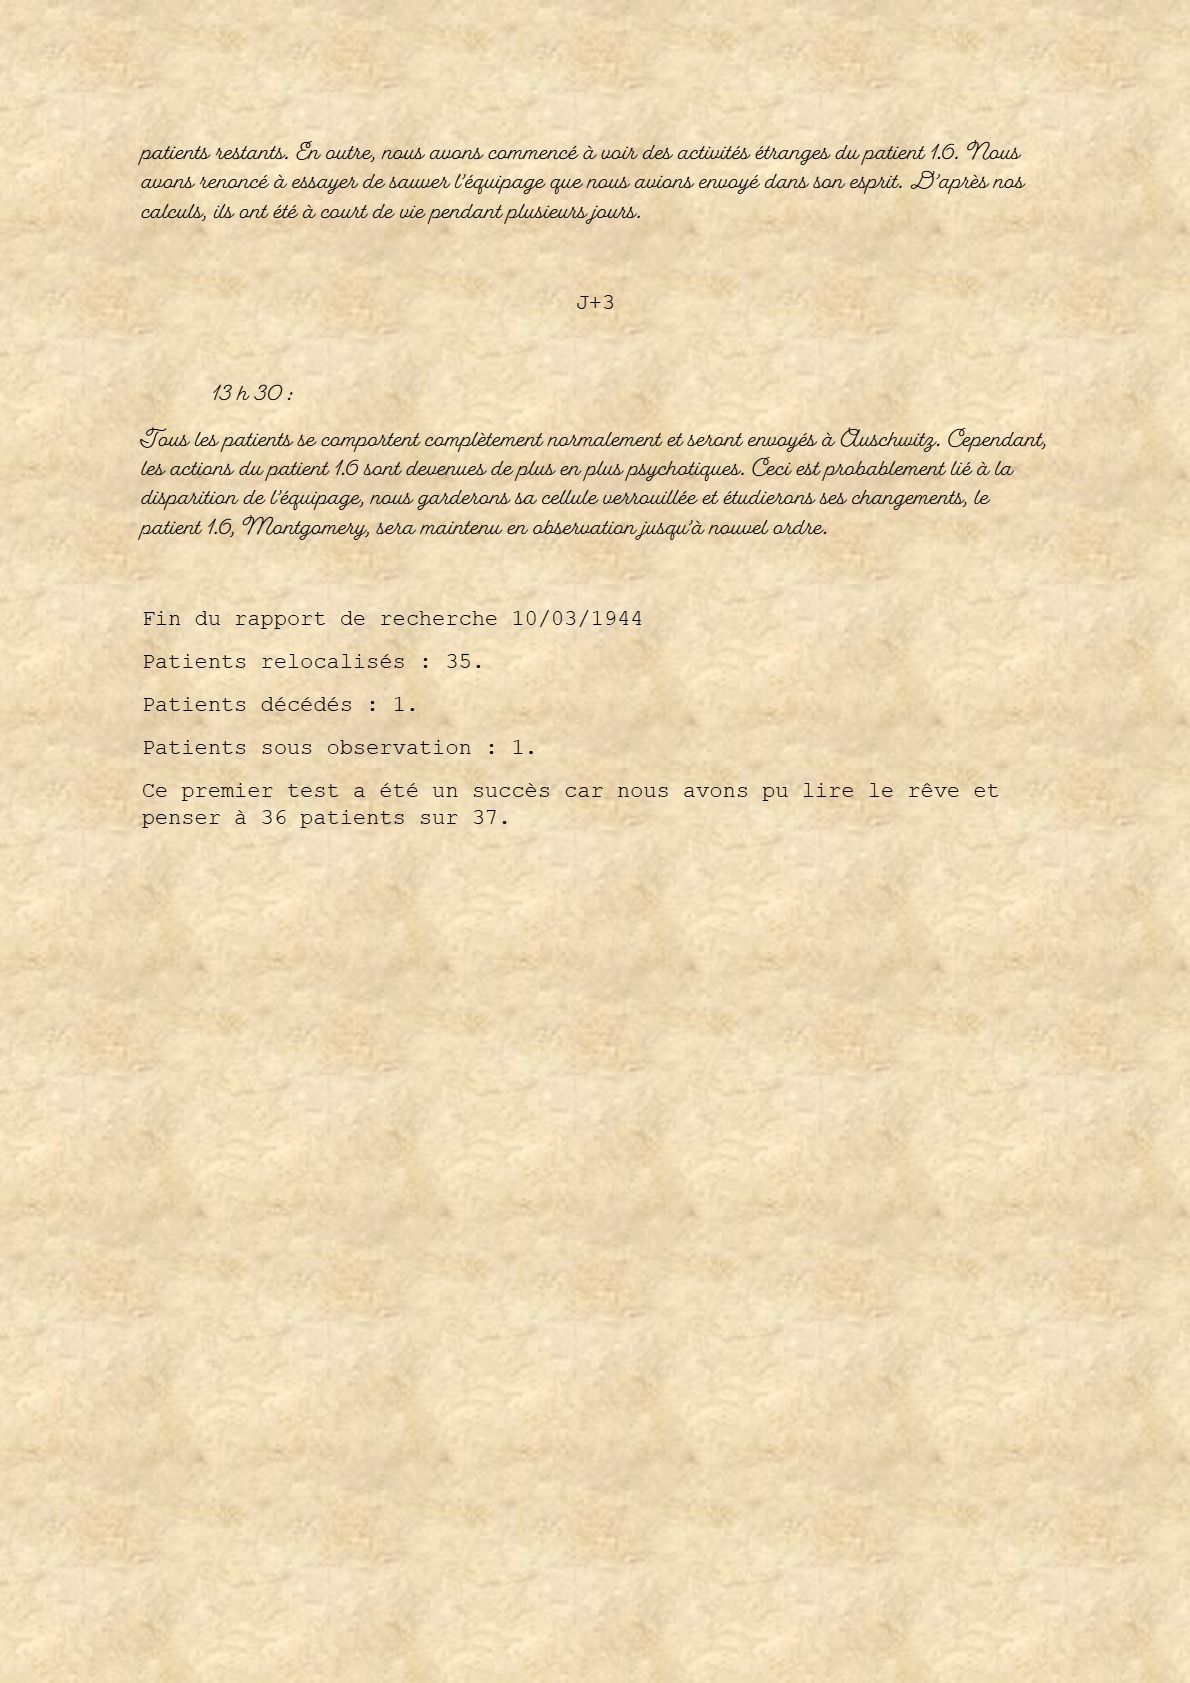 patients restants. En outre, nous avons commencé à voir des activités étranges du patient 1.6. Nous
avons renoncé à essayer de sauver l'équipage que nous avions envoyé dans son esprit. D'après nos
calculs, ils ont été à court de vie pendant plusieurs jours.
J+3
13 h 30 :
Tous les patients se comportent complètement normalement et seront envoyés à Auschwitz. Cependant,
les actions du patient 1.6 sont devenues de plus en plus psychotiques. Ceci est probablement lié à la
disparition de l'équipage, nous garderons sa cellule verrouillée et étudierons ses changements, le
patient 1.6, Montgomery, sera maintenu en observation jusqu'à nouvel ordre.
Fin du rapport de recherche 10/03/1944
Patients relocalisés : 35.
Patients décédés : 1.
Patients sous observation : 1.
Ce premier test a été un succès car nous avons pu lire le rêve et
penser à 36 patients sur 37.